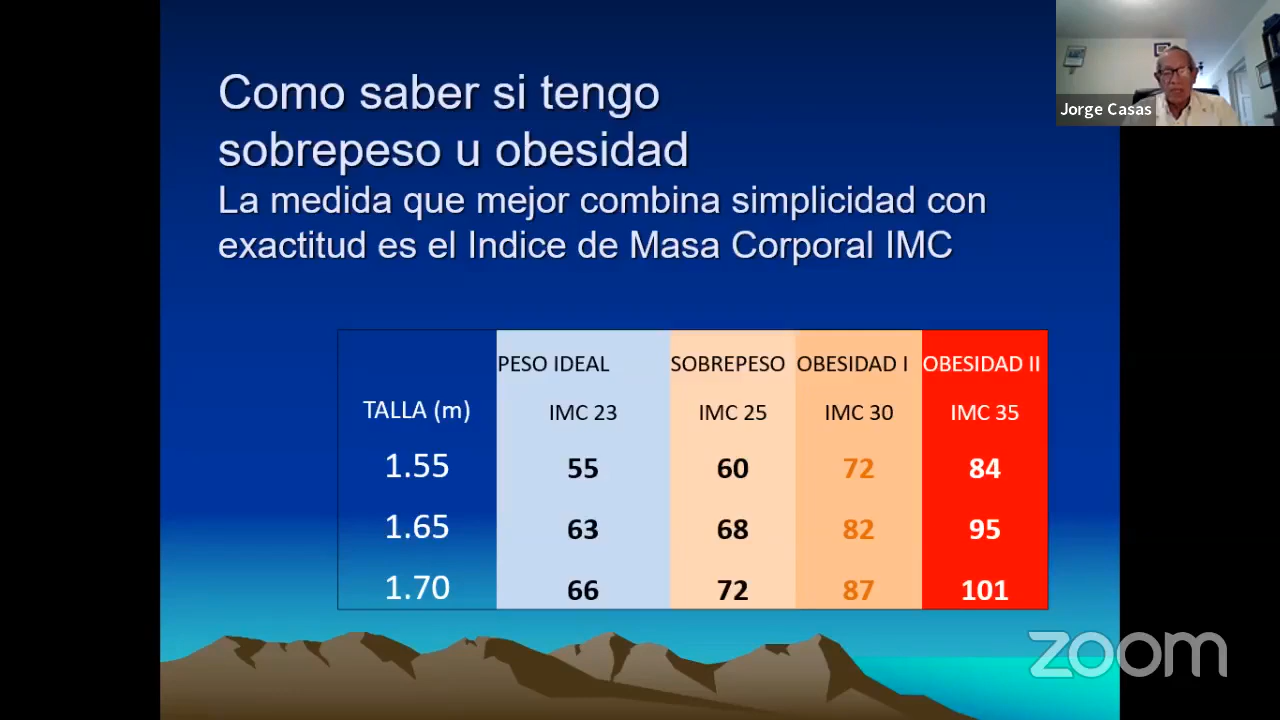 Como saber si tengo
sobrepeso u obesidad
La medida que mejor combina simplicidad con
exactitud es el Indice de Masa Corporal IMC
Jorge Casas
PESO IDEAL SOBREPESO OBESIDAD I OBESIDAD II
TALLA (m) IMC 23 IMC 25 IMC 30 IMC 35
1.55 55 60 72 84
1.65 63 68 82 95
1.70 66 72 87 101
zoom